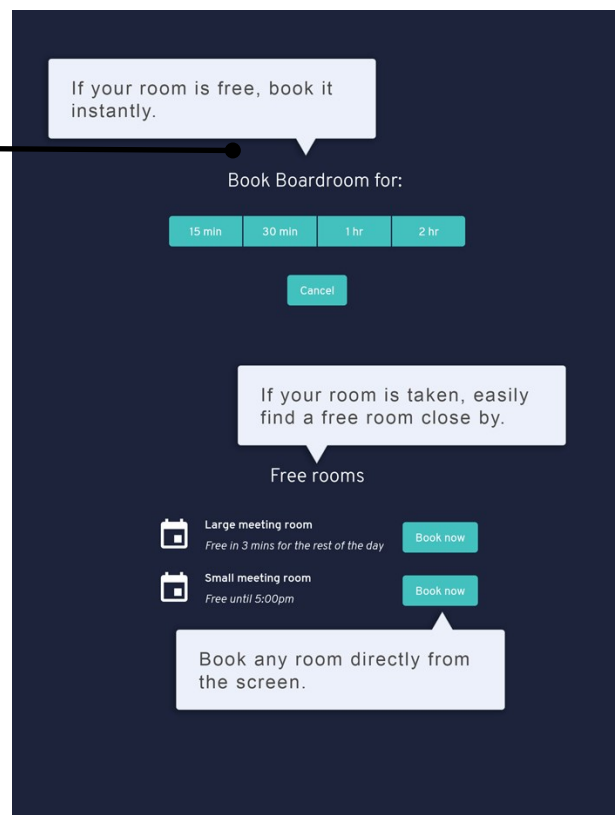 If your room is free, book it
instantly.
Book Boardroom for:
15 min 30 min 1 hr 2 hr
Cancel
If your room is taken, easily
find a free room close by.
Free rooms
Large meeting room
Free in 3 mins for the rest of the day
Book now
Small meeting room
Free until 5:00pm
Book now
Book any room directly from
the screen.